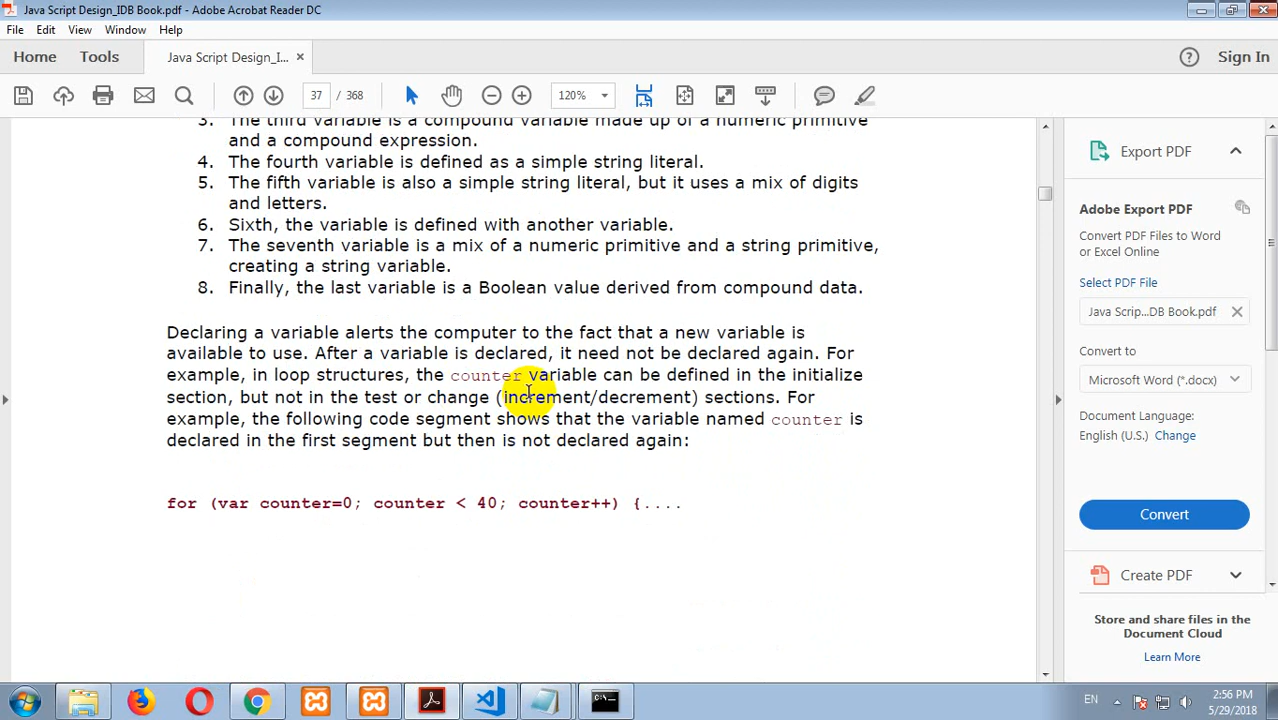 Java Script Design_IDB Book.pdf - Adobe Acrobat Reader DC
File Edit View Window Help
Home Tools Java Script Design_I... × Sign In
37 / 368 120%
3. The third variable is a compound variable made up of a numeric primitive
and a compound expression.
4. The fourth variable is defined as a simple string literal.
5. The fifth variable is also a simple string literal, but it uses a mix of digits
and letters.
6. Sixth, the variable is defined with another variable.
7. The seventh variable is a mix of a numeric primitive and a string primitive,
creating a string variable.
8. Finally, the last variable is a Boolean value derived from compound data.
Declaring a variable alerts the computer to the fact that a new variable is
available to use. After a variable is declared, it need not be declared again. For
example, in loop structures, the counter variable can be defined in the initialize
section, but not in the test or change (increment/decrement) sections. For
example, the following code segment shows that the variable named counter is
declared in the first segment but then is not declared again:
for (var counter=0; counter < 40; counter++) {....
Export PDF
Adobe Export PDF
Convert PDF Files to Word
or Excel Online
Select PDF File
Java Scrip...DB Book.pdf
Convert to
Microsoft Word (*.docx)
Document Language:
English (U.S.) Change
Convert
Create PDF
Store and share files in the
Document Cloud
Learn More
EN
2:56 PM
5/29/2018